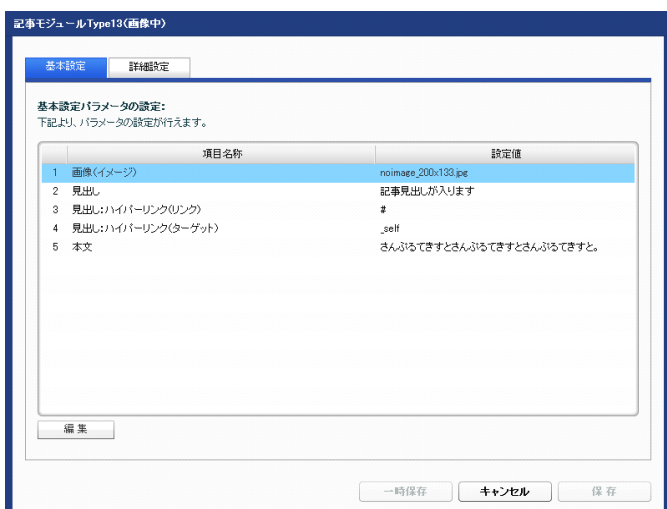 記事モジュールType13(画像中)
基本設定 詳細設定
基本設定パラメータの設定:
下記より、パラメータの設定が行えます。
項目名称 設定値
1 画像(イメージ) noimage_200x133.jpg
2 見出し 記事見出しが入ります
3 見出し:ハイパーリンク(リンク) #
4 見出し:ハイパーリンク(ターゲット) _self
5 本文 さんぷるてきすとさんぷるてきすとさんぷるてきすと。
編集
一時保存 キャンセル 保存